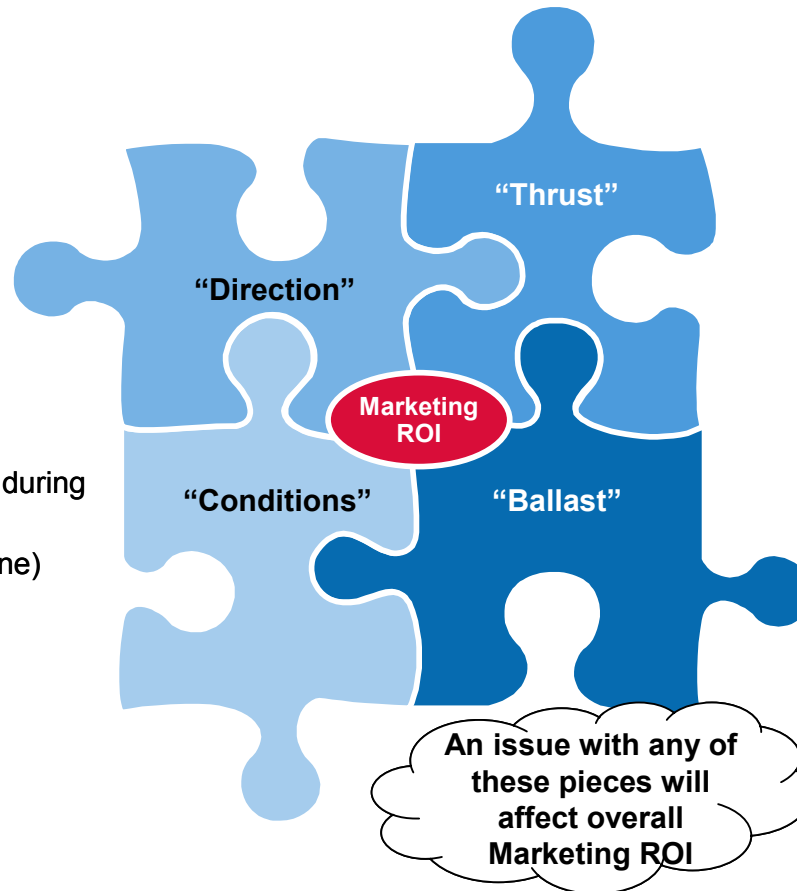 “Thrust”
“Direction”
Marketing
ROI
during
“Conditions”
“Ballast”
ne)
An issue with any of
these pieces will
affect overall
Marketing ROI